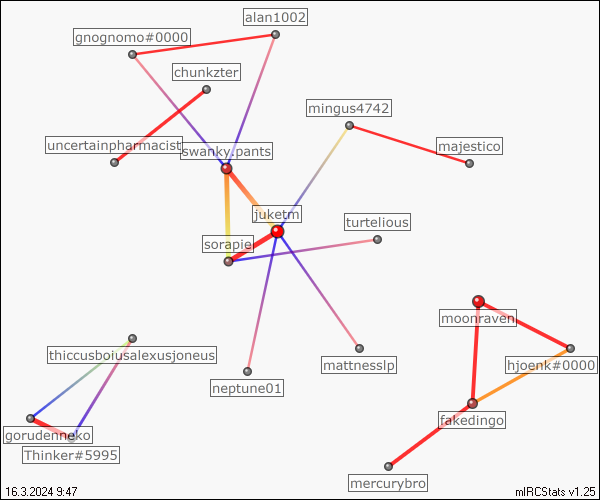 alan1002
gnognomo#0000
chunkzter
mingus4742
uncertainpharmacist
swanky.pants
majestico
juketm
turtelious
sorapie
moonraven
thiccusboiusalexusjoneus
mattnesslp
hjoenk#0000
neptune01
fakedingo
gorudenneko
Thinker#5995
mercurybro
16.3.2024 9:47
mIRCStats v1.25